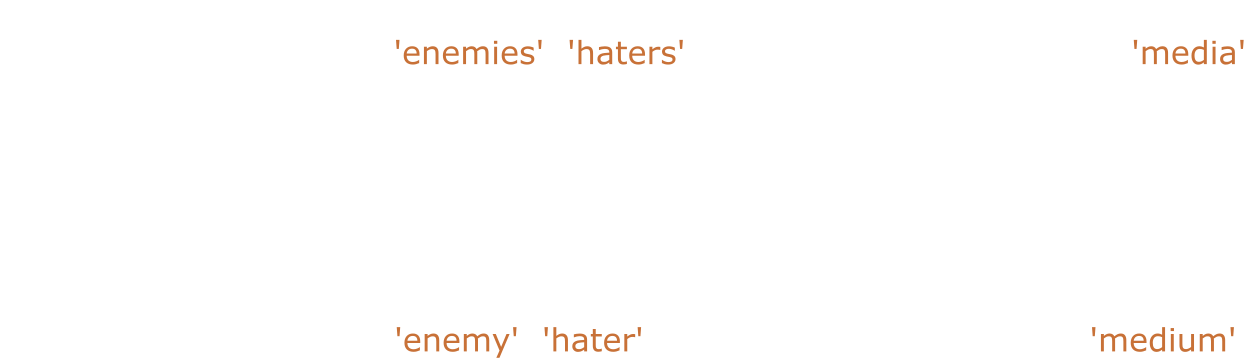 'enemies' 'haters' 'media'
'enemy' 'hater' 'medium'